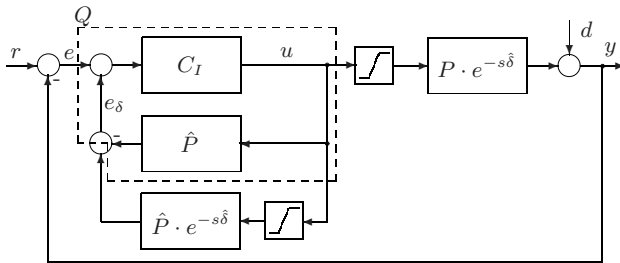 Q
r
e
-
C_I
u
P · e^{-sδ̂}
d
y
e_δ
-
P̂
P̂ · e^{-sδ̂}